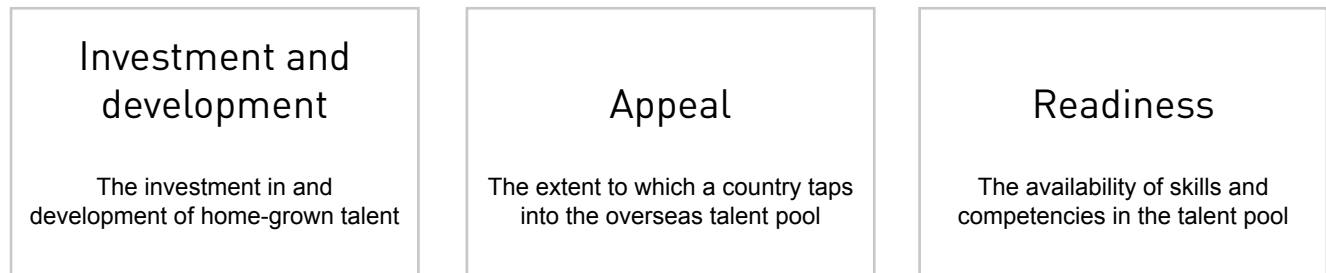 Investment and
development
The investment in and
development of home-grown talent
Appeal
The extent to which a country taps
into the overseas talent pool
Readiness
The availability of skills and
competencies in the talent pool